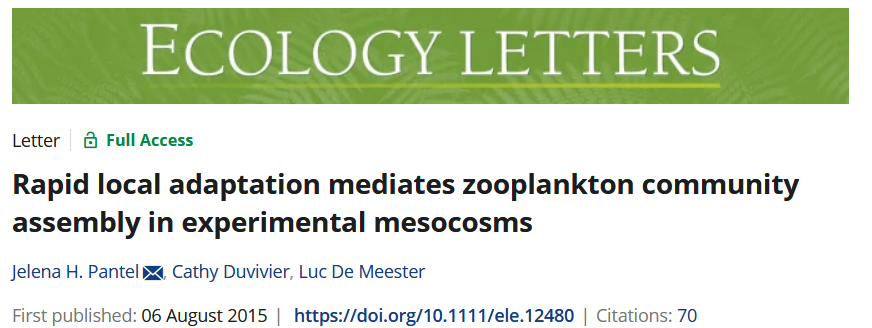 ECOLOGY LETTERS
Letter | Full Access
Rapid local adaptation mediates zooplankton community
assembly in experimental mesocosms
Jelena H. Pantel, Cathy Duvivier, Luc De Meester
First published: 06 August 2015 | https://doi.org/10.1111/ele.12480 | Citations: 70